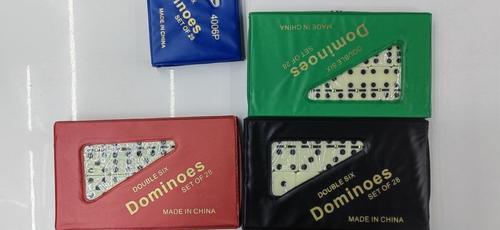 4006P
Dominoes
SET OF 28
MADE IN CHINA
MADE IN CHINA
Dominoes
SET OF 28
DOUBLE SIX
DOUBLE SIX
Dominoes
SET OF 28
MADE IN CHINA
DOUBLE SIX
Dominoes
SET OF 28
MADE IN CHINA